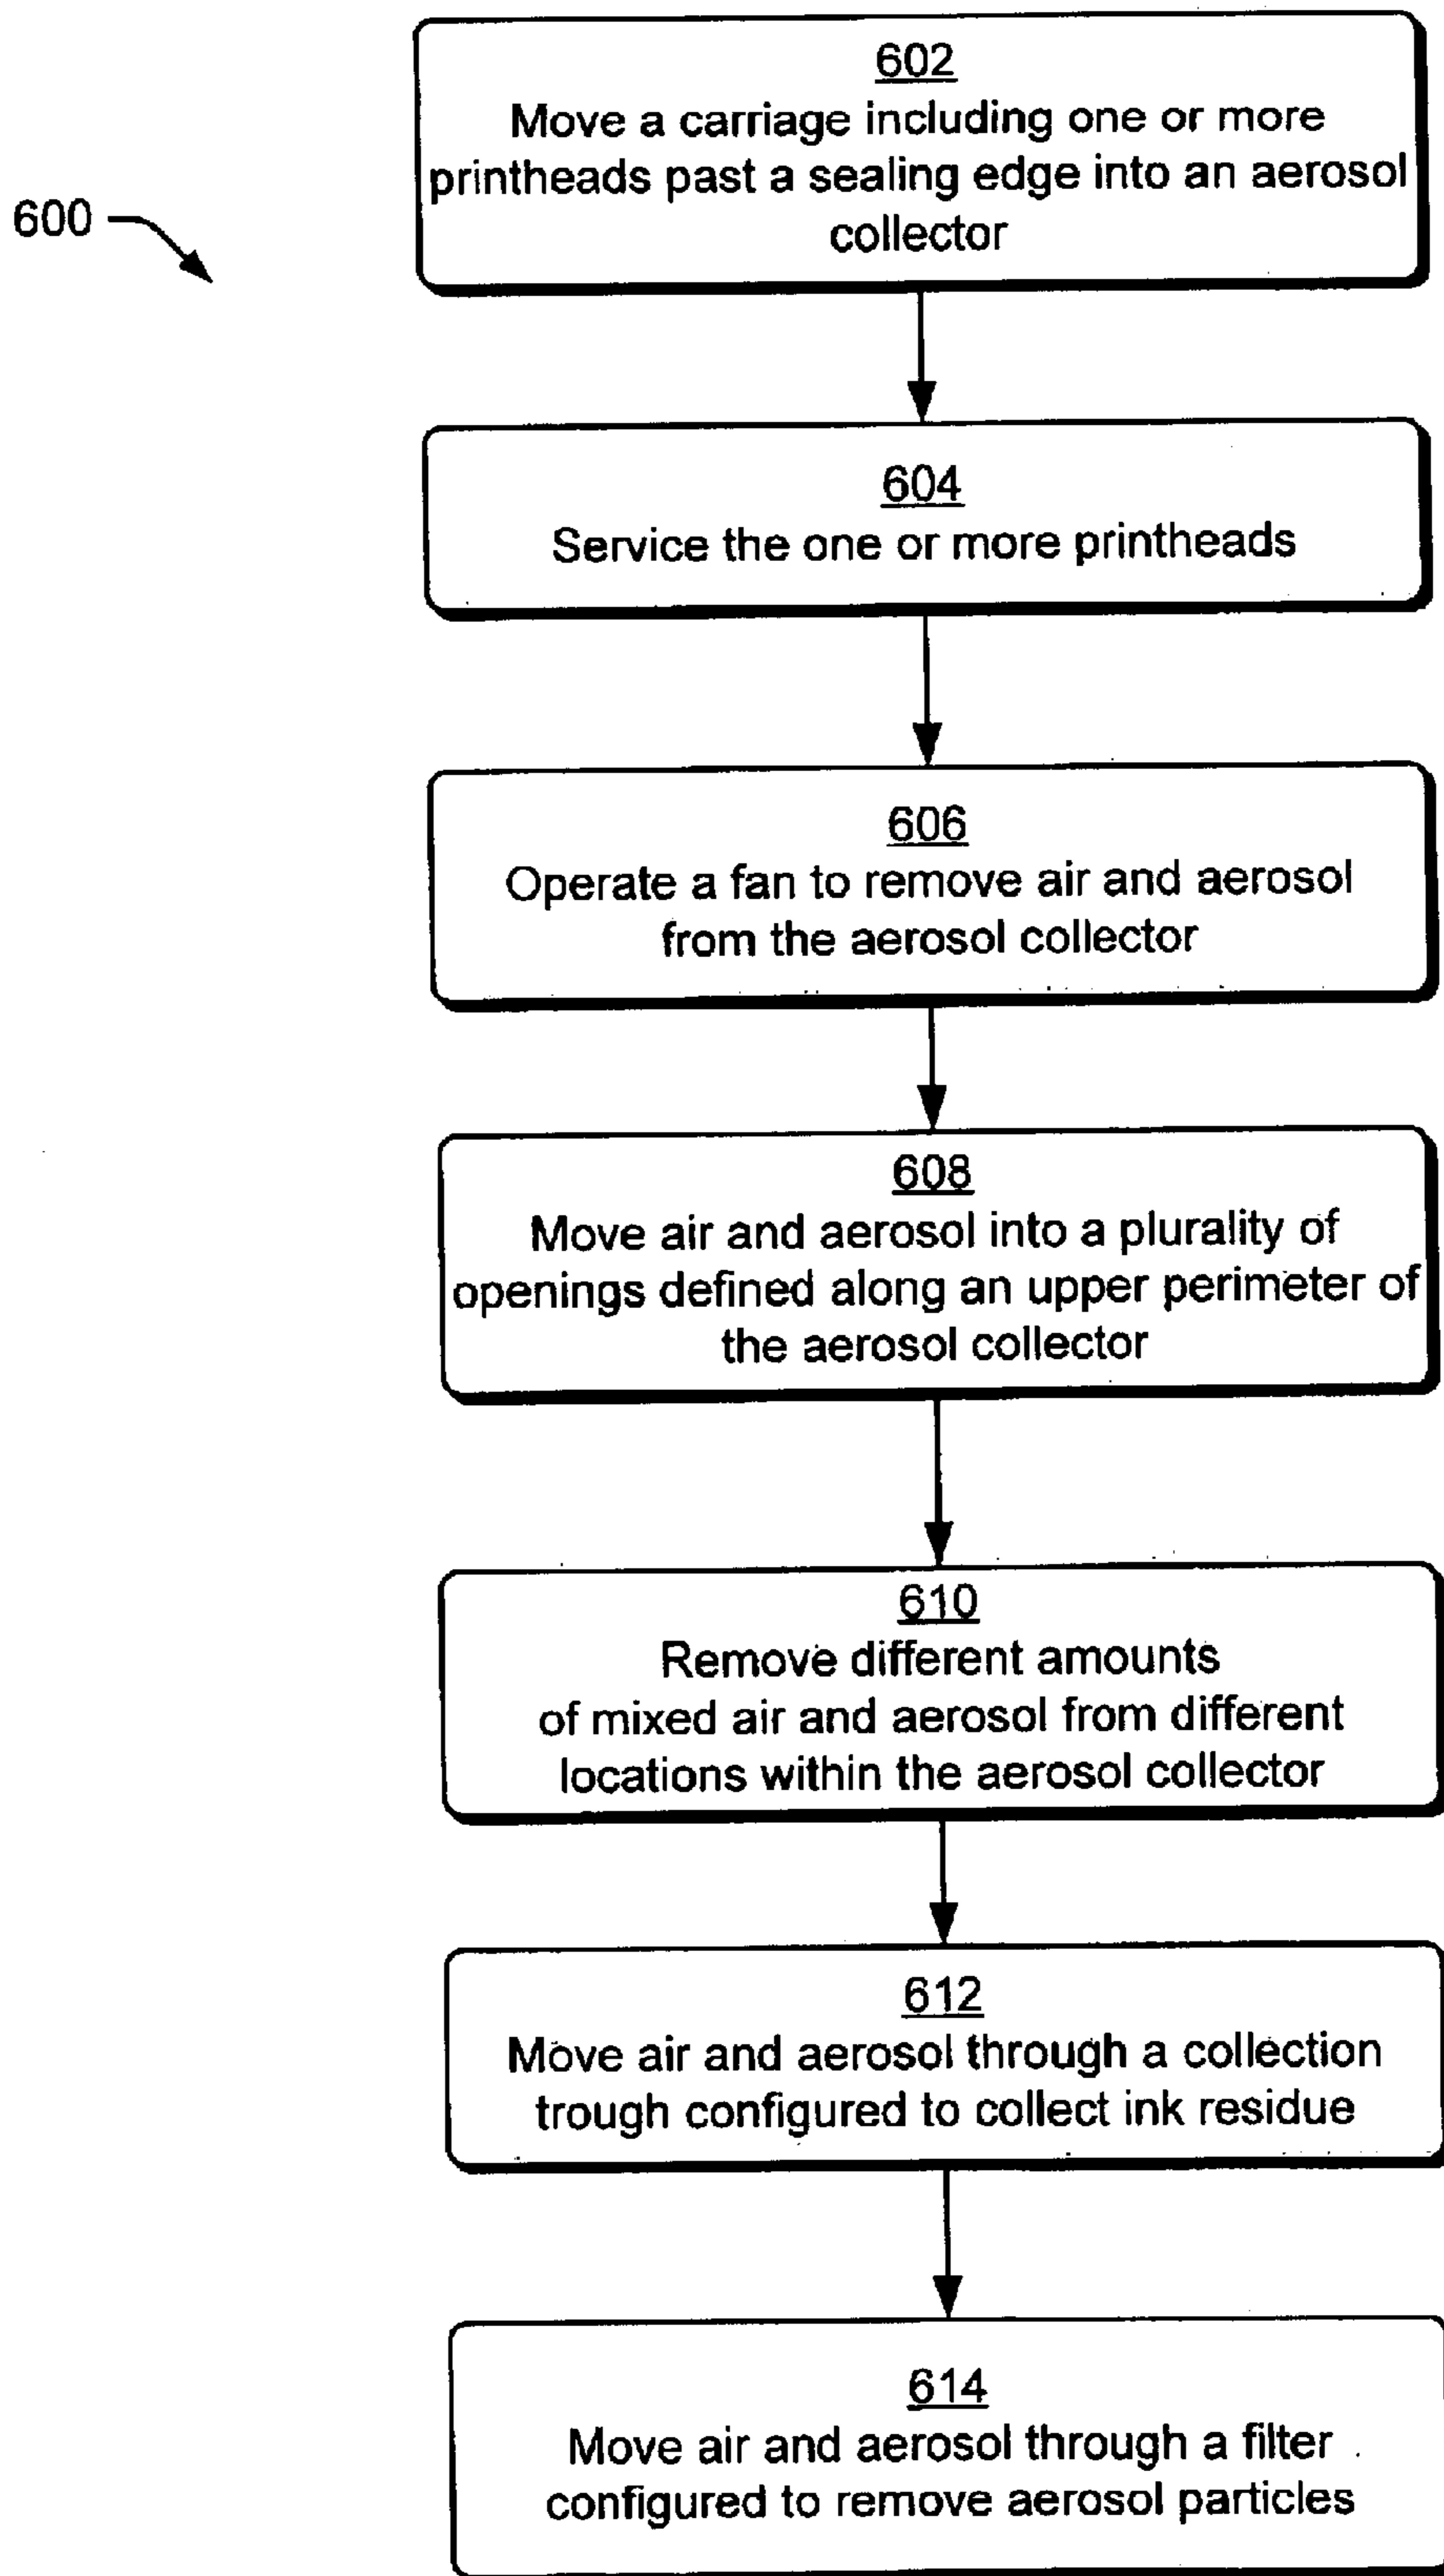 600
602
Move a carriage including one or more
printheads past a sealing edge into an aerosol
collector
604
Service the one or more printheads
606
Operate a fan to remove air and aerosol
from the aerosol collector
608
Move air and aerosol into a plurality of
openings defined along an upper perimeter of
the aerosol collector
610
Remove different amounts
of mixed air and aerosol from different
locations within the aerosol collector
612
Move air and aerosol through a collection
trough configured to collect ink residue
614
Move air and aerosol through a filter
configured to remove aerosol particles